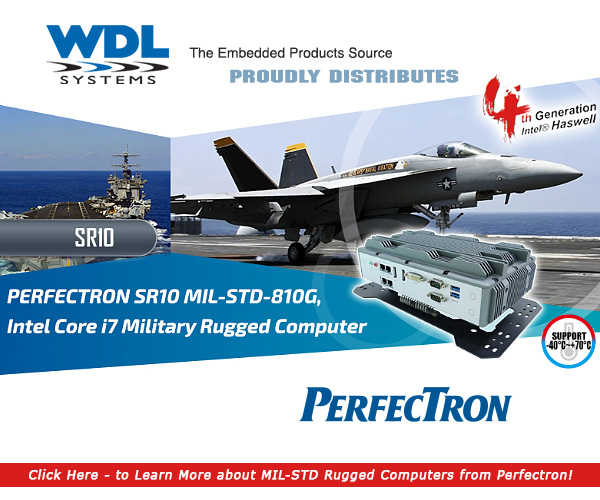 WDL
SYSTEMS
The Embedded Products Source
PROUDLY DISTRIBUTES
4th Generation
Intel® Haswell
SR10
PERFECTRON SR10 MIL-STD-810G,
Intel Core i7 Military Rugged Computer
SUPPORT
-40°C~+70°C
PERFECTRON
Click Here - to Learn More about MIL-STD Rugged Computers from Perfectron!